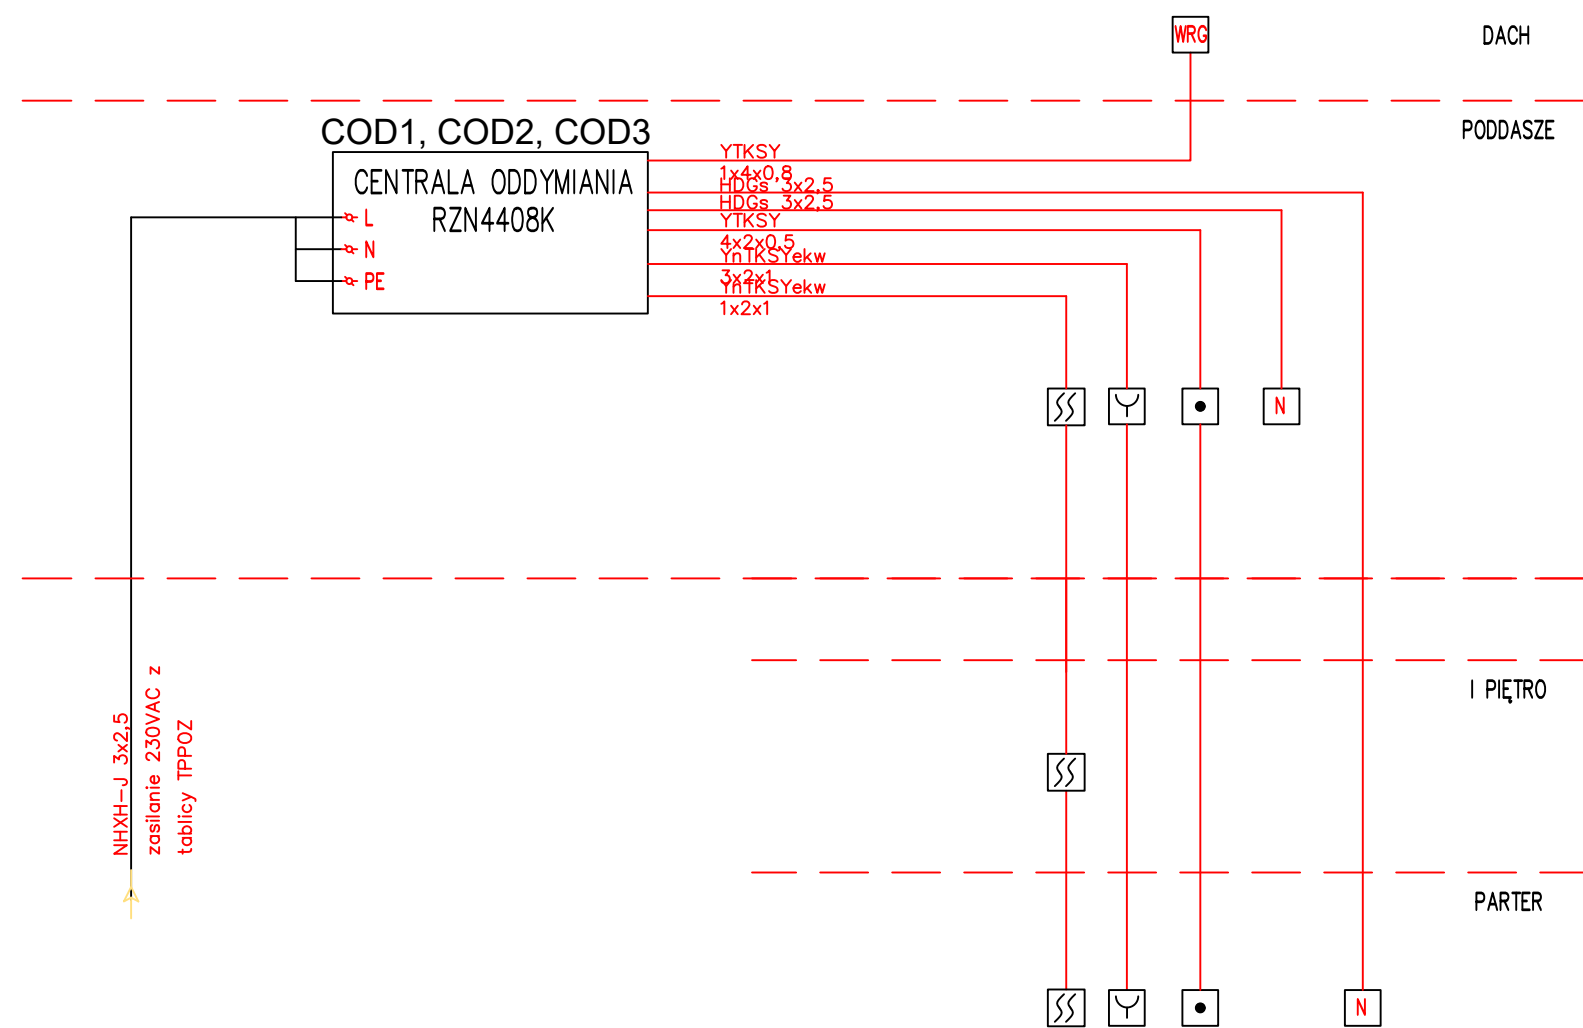 WRG
DACH
PODDASZE
COD1, COD2, COD3
CENTRALA ODDYMIANIA
RZN4408K
L
N
PE
YTKSY
1x4x0,8
HDGs 3x2,5
HDGs 3x2,5
YTKSY
4x2x0,5
YnTKSYekw
3x2x1
YnTKSYekw
1x2x1
N
I PIĘTRO
NHXH-J 3x2,5
zasilanie 230VAC z
tablicy TPPOZ
PARTER
N